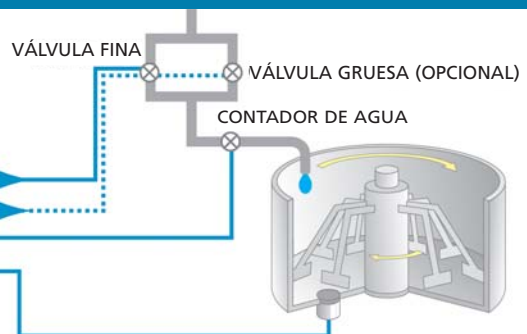 VÁLVULA FINA
VÁLVULA GRUESA (OPCIONAL)
CONTADOR DE AGUA